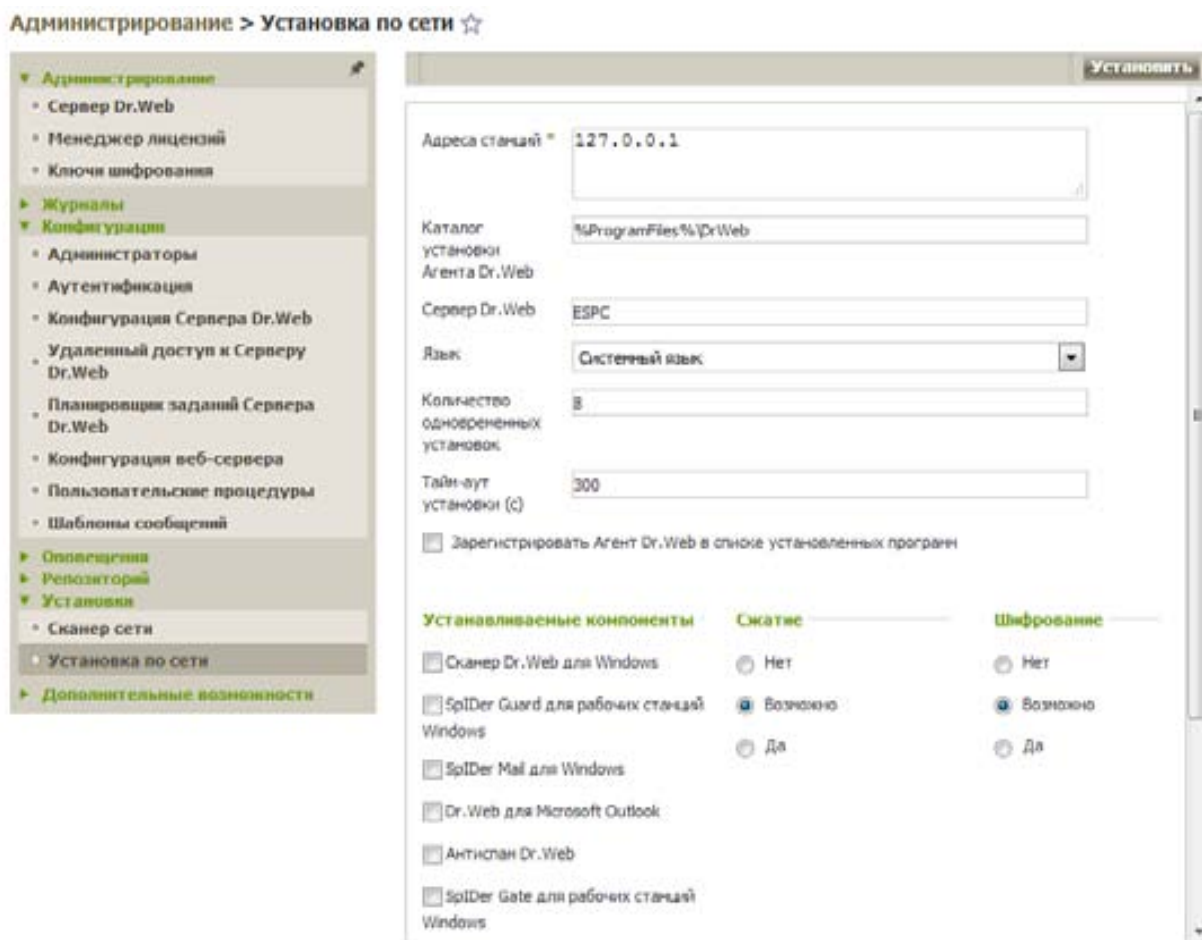 Администрирование > Установка по сети
Администрирование
Сервер Dr.Web
Менеджер лицензий
Ключи шифрования
Журналы
Конфигурация
Администраторы
Аутентификация
Конфигурация Сервера Dr.Web
Удаленный доступ к Серверу
Dr.Web
Планировщик заданий Сервера
Dr.Web
Конфигурация веб-сервера
Пользовательские процедуры
Шаблоны сообщений
Оповещения
Репозиторий
Установки
Сканер сети
Установка по сети
Дополнительные возможности
Установить
Адреса станций *
127.0.0.1
Каталог
установки
Агента Dr.Web
%ProgramFiles%\DrWeb
Сервер Dr.Web
ESPC
Язык
Системный язык
Количество
одновременных
установок
8
Тайм-аут
установки (с)
300
Зарегистрировать Агент Dr.Web в списке установленных программ
Устанавливаемые компоненты
Сканер Dr.Web для Windows
SpIDer Guard для рабочих станций
Windows
SpIDer Mail для Windows
Dr.Web для Microsoft Outlook
Антиспам Dr.Web
SpIDer Gate для рабочих станций
Windows
Сжатие
Нет
Возможно
Да
Шифрование
Нет
Возможно
Да